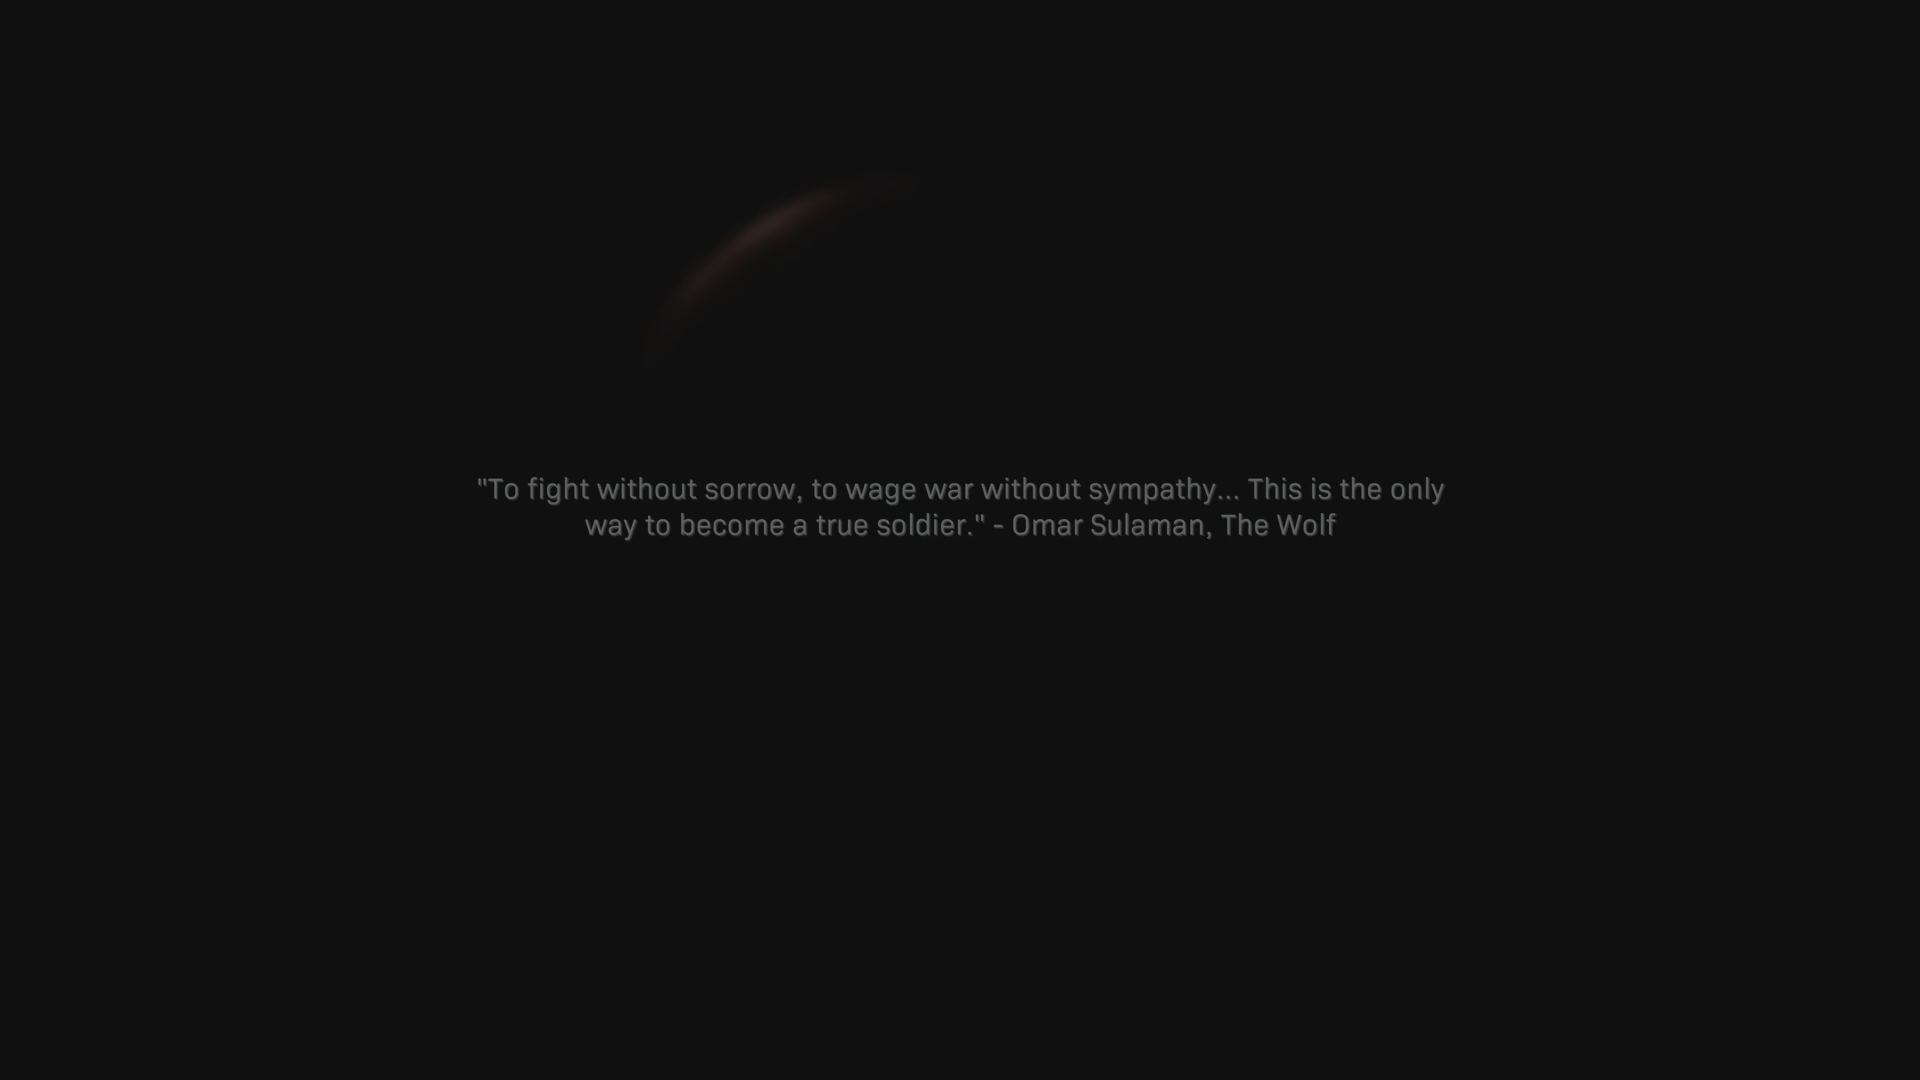 "To fight without sorrow, to wage war without sympathy... This is the only
way to become a true soldier." - Omar Sulaman, The Wolf